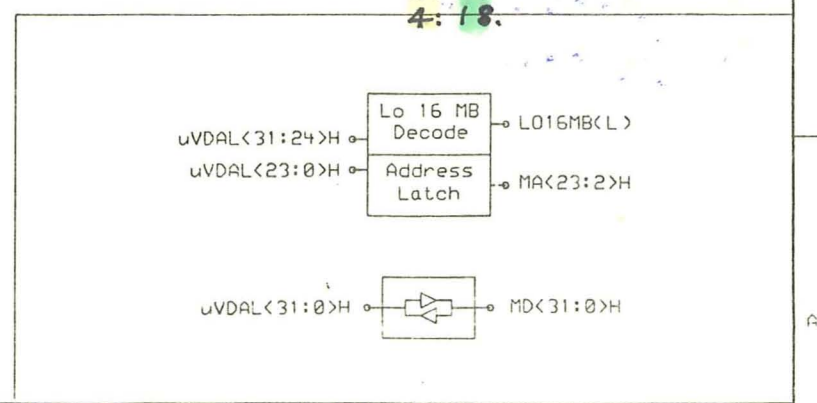 4: 18.
Lo 16 MB
Decode
uVDAL<31:24>H
LO16MB(L)
uVDAL<23:0>H
Address
Latch
MA<23:2>H
uVDAL<31:0>H
MD<31:0>H